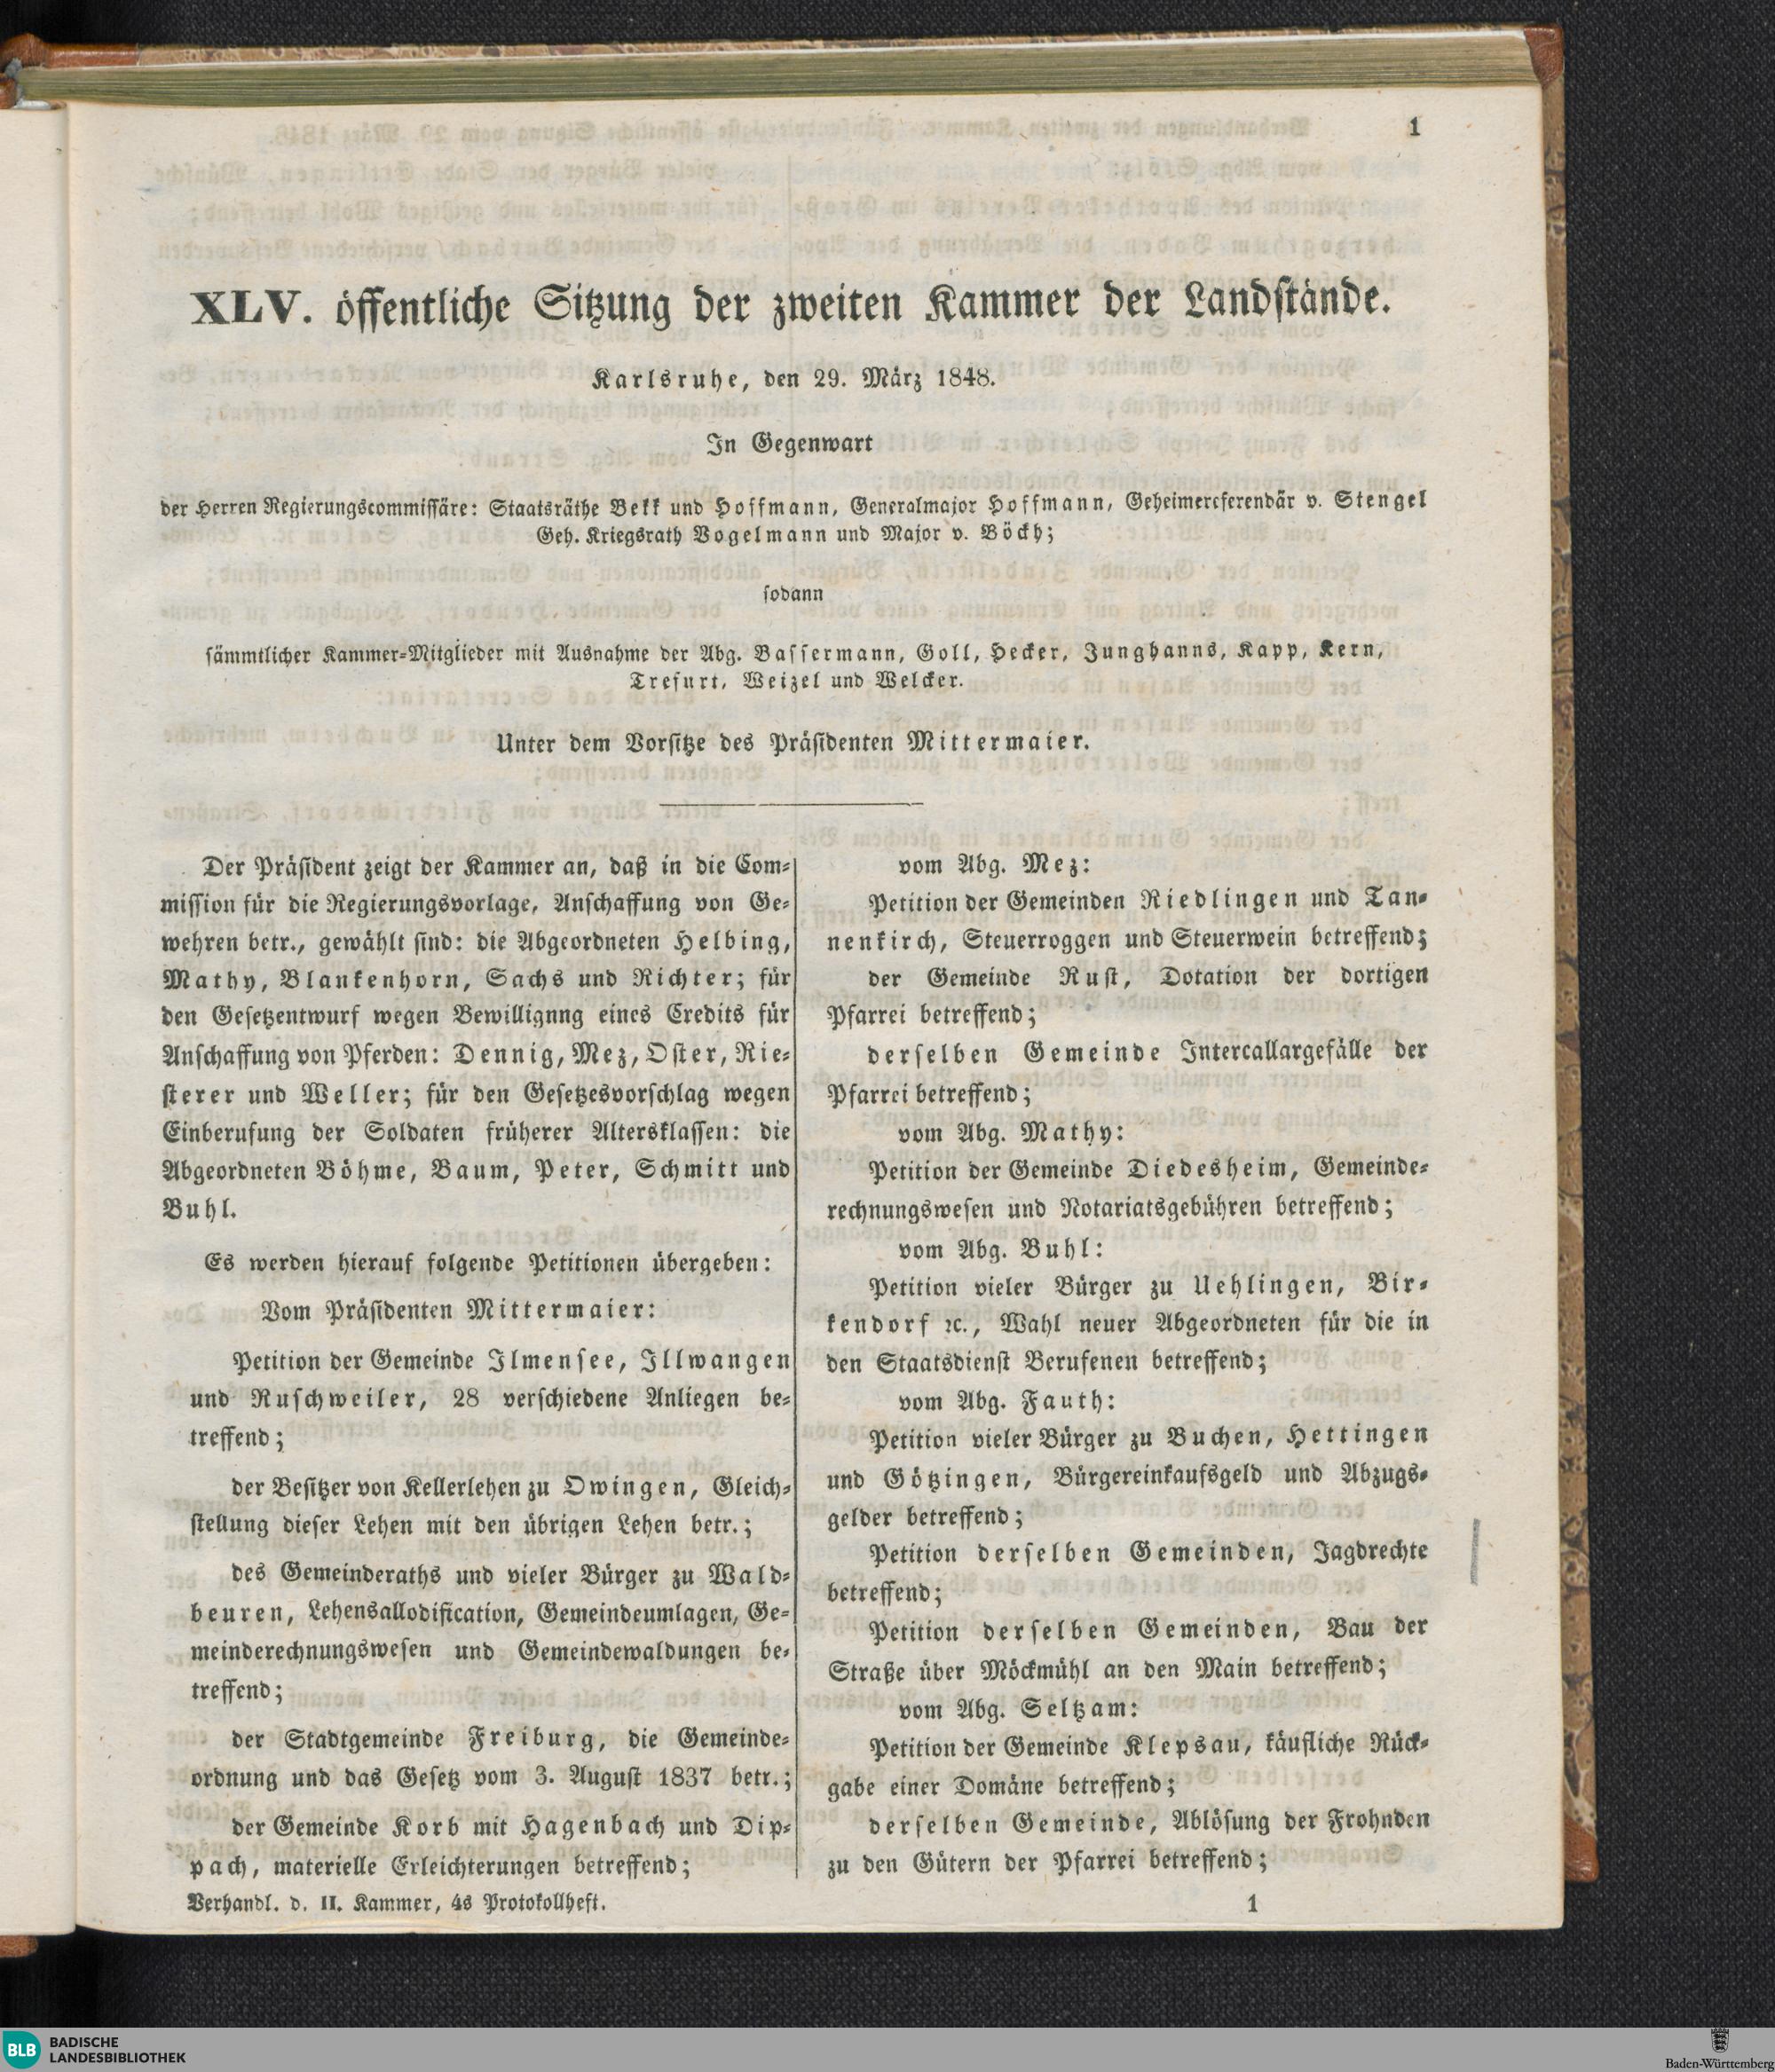 1
XLV. öffentliche Sitzung der zweiten Kammer der Landstände.
Karlsruhe, den 29. März 1848.
In Gegenwart
der Herren Regierungscommissäre: Staatsräthe Bekk und Hoffmann, Generalmajor Hoffmann, Geheimereferendär v. Stengel
Geh. Kriegsrath Vogelmann und Major v. Böckh;
sodann
sämmtlicher Kammer-Mitglieder mit Ausnahme der Abg. Bassermann, Goll, Hecker, Junghanns, Kapp, Kern,
Trefurt, Weizel und Welcker.
Unter dem Vorsitze des Präsidenten Mittermaier.
Der Präsident zeigt der Kammer an, daß in die Com-
mission für die Regierungsvorlage, Anschaffung von Ge-
wehren betr., gewählt sind: die Abgeordneten Helbing,
Mathy, Blankenhorn, Sachs und Richter; für
den Gesetzentwurf wegen Bewillignng eines Credits für
Anschaffung von Pferden: Dennig, Mez, Oster, Rie-
sterer und Weller; für den Gesetzesvorschlag wegen
Einberufung der Soldaten früherer Altersklassen: die
Abgeordneten Böhme, Baum, Peter, Schmitt und
Buhl.
Es werden hierauf folgende Petitionen übergeben:
Vom Präsidenten Mittermaier:
Petition der Gemeinde Ilmensee, Illwangen
und Ruschweiler, 28 verschiedene Anliegen be-
treffend;
der Besitzer von Kellerlehen zu Owingen, Gleich-
stellung dieser Lehen mit den übrigen Lehen betr.;
des Gemeinderaths und vieler Bürger zu Wald-
beuren, Lehensallodification, Gemeindeumlagen, Ge-
meinderechnungswesen und Gemeindewaldungen be-
treffend;
der Stadtgemeinde Freiburg, die Gemeinde-
ordnung und das Gesetz vom 3. August 1837 betr.;
der Gemeinde Korb mit Hagenbach und Dip-
pach, materielle Erleichterungen betreffend;
Verhandl. d. II. Kammer, 4s Protokollheft.
vom Abg. Mez:
Petition der Gemeinden Riedlingen und Tan-
nenkirch, Steuerroggen und Steuerwein betreffend;
der Gemeinde Rust, Dotation der dortigen
Pfarrei betreffend;
derselben Gemeinde Intercallargefälle der
Pfarrei betreffend;
vom Abg. Mathy:
Petition der Gemeinde Diedesheim, Gemeinde-
rechnungswesen und Notariatsgebühren betreffend;
vom Abg. Buhl:
Petition vieler Bürger zu Uehlingen, Bir-
kendorf ꝛc., Wahl neuer Abgeordneten für die in
den Staatsdienst Berufenen betreffend;
vom Abg. Fauth:
Petition vieler Bürger zu Buchen, Hettingen
und Götzingen, Bürgereinkaufsgeld und Abzugs-
gelder betreffend;
Petition derselben Gemeinden, Jagdrechte
betreffend;
Petition derselben Gemeinden, Bau der
Straße über Möckmühl an den Main betreffend;
vom Abg. Seltzam:
Petition der Gemeinde Klepsau, käufliche Rück-
gabe einer Domäne betreffend;
derselben Gemeinde, Ablösung der Frohnden
zu den Gütern der Pfarrei betreffend;
1
BLB BADISCHE
LANDESBIBLIOTHEK
Baden-Württemberg